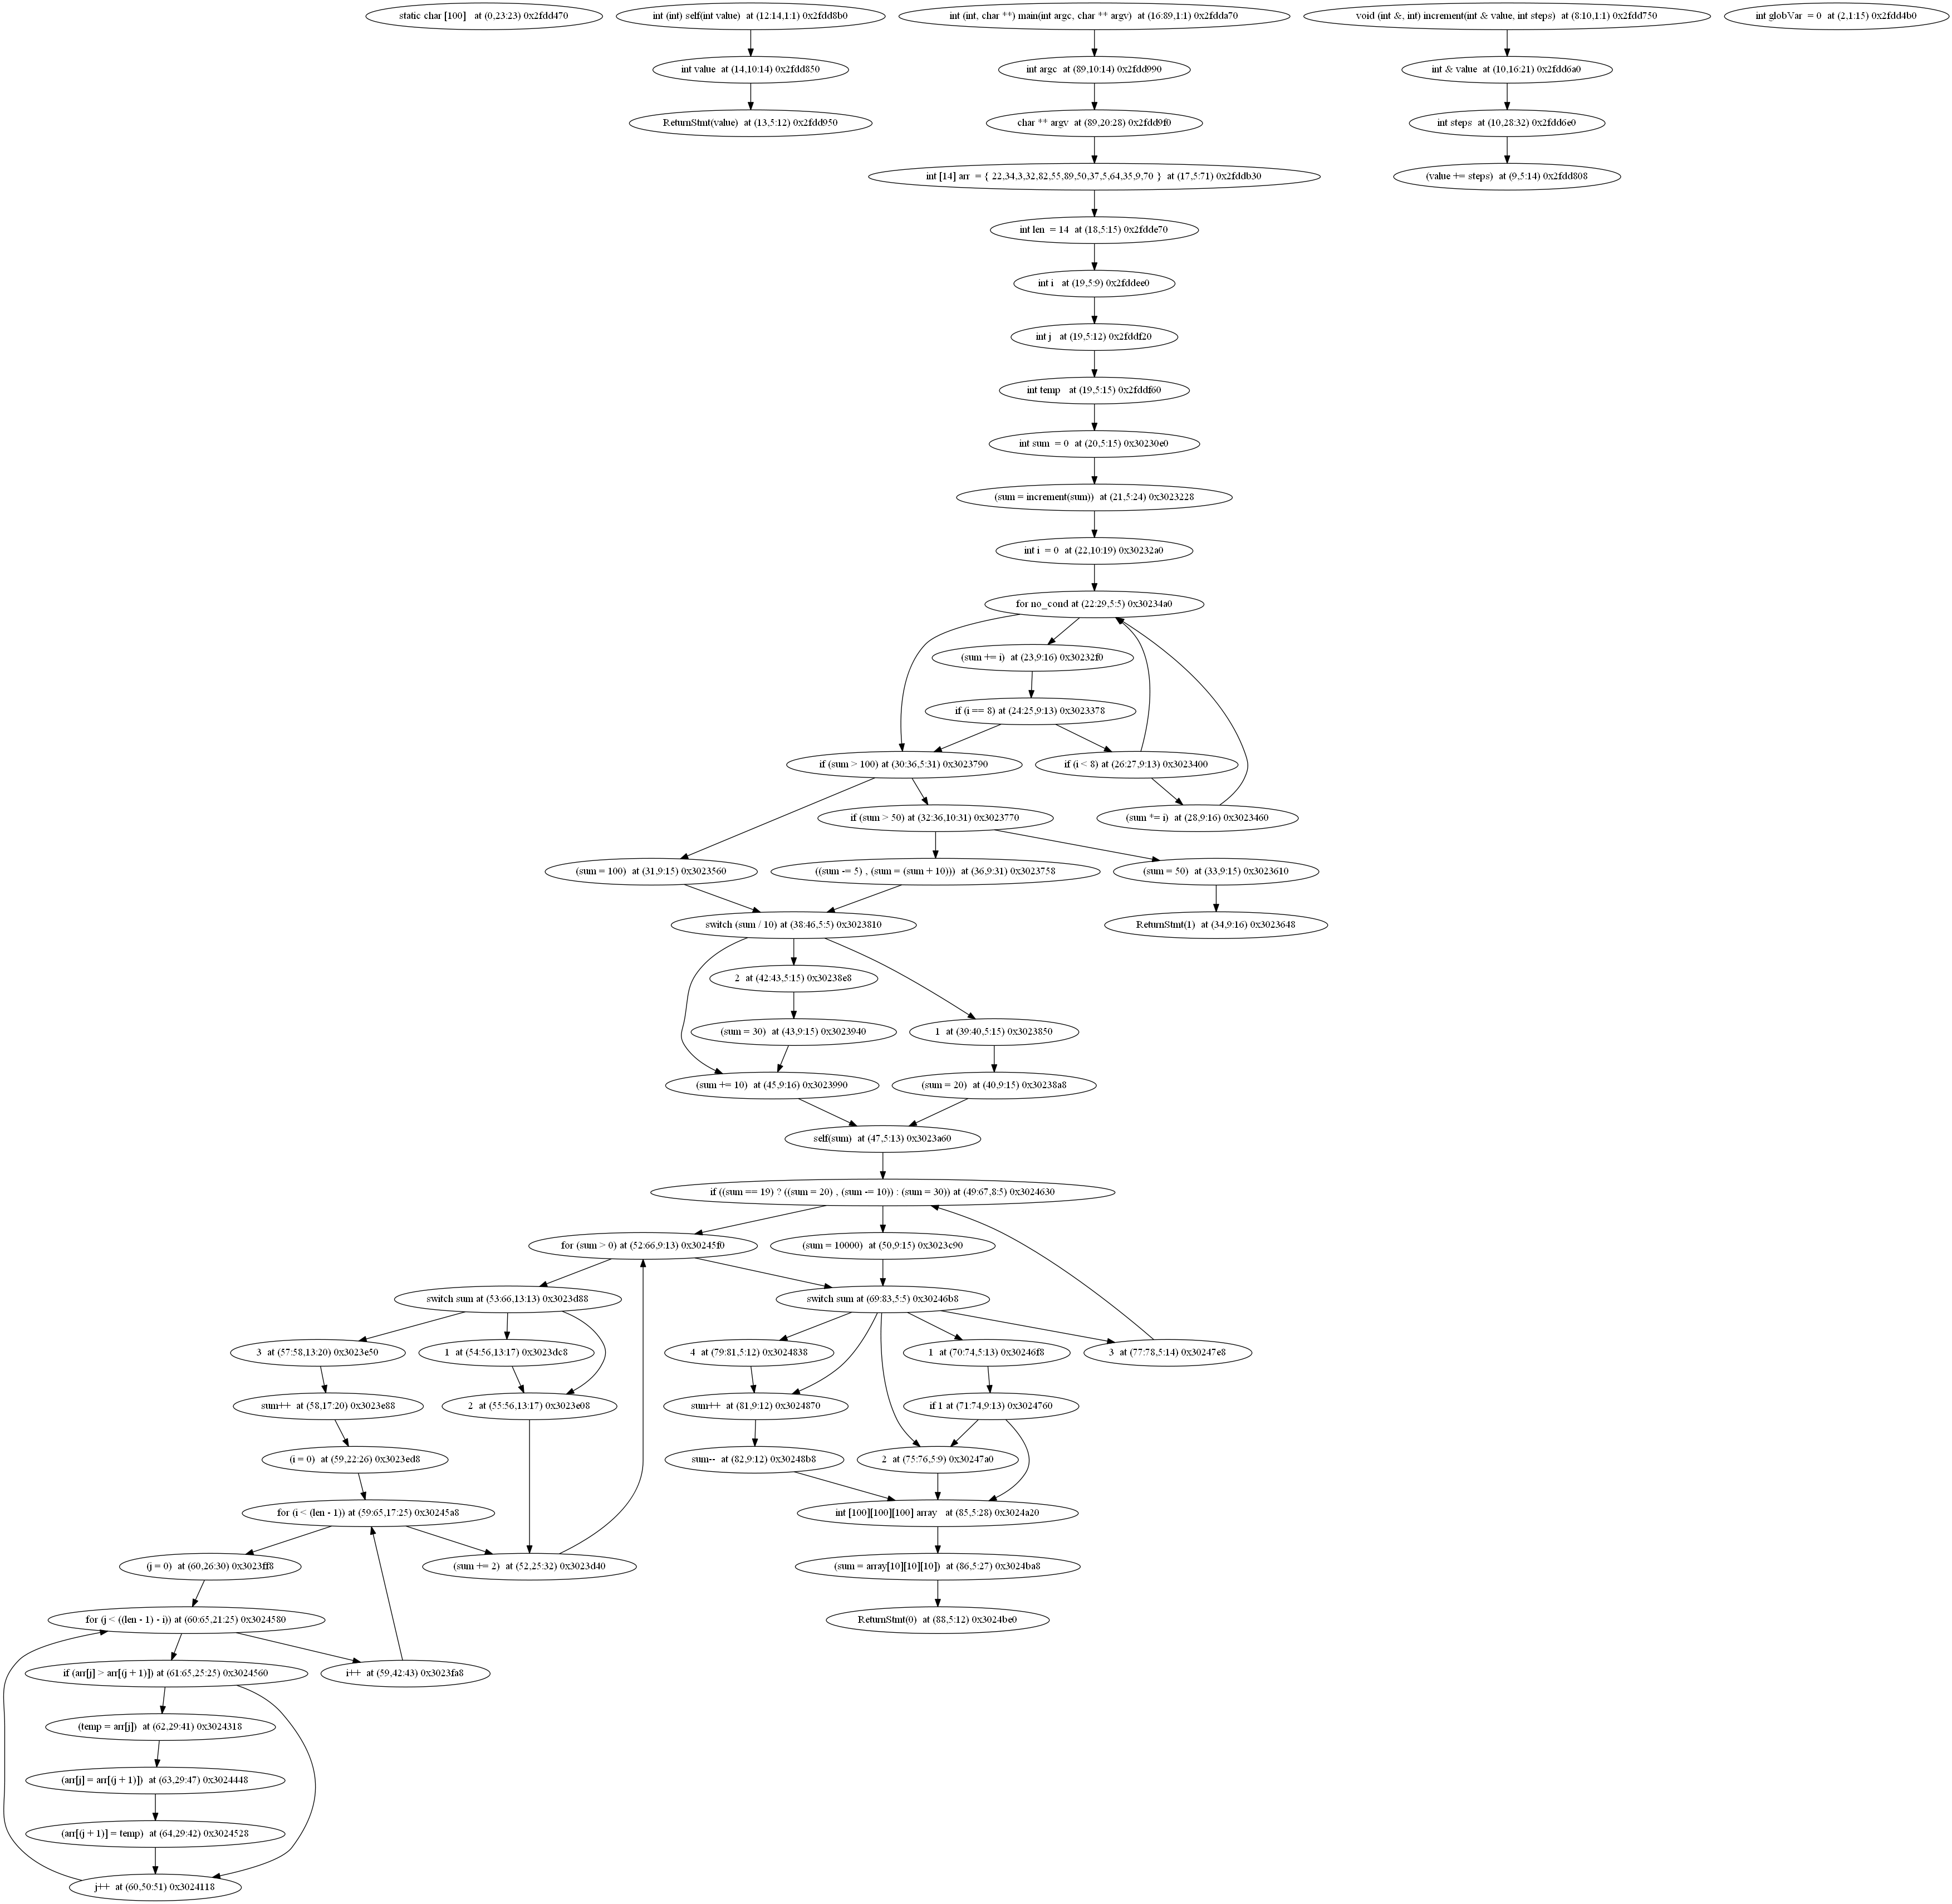 static char [100]   at (0,23:23) 0x2fdd470
int (int) self(int value)  at (12:14,1:1) 0x2fdd8b0
int (int, char **) main(int argc, char ** argv)  at (16:89,1:1) 0x2fdda70
void (int &, int) increment(int & value, int steps)  at (8:10,1:1) 0x2fdd750
int globVar  = 0  at (2,1:15) 0x2fdd4b0
int value  at (14,10:14) 0x2fdd850
int argc  at (89,10:14) 0x2fdd990
int & value  at (10,16:21) 0x2fdd6a0
ReturnStmt(value)  at (13,5:12) 0x2fdd950
char ** argv  at (89,20:28) 0x2fdd9f0
int steps  at (10,28:32) 0x2fdd6e0
int [14] arr  = { 22,34,3,32,82,55,89,50,37,5,64,35,9,70 }  at (17,5:71) 0x2fddb30
(value += steps)  at (9,5:14) 0x2fdd808
int len  = 14  at (18,5:15) 0x2fdde70
int i   at (19,5:9) 0x2fddee0
int j   at (19,5:12) 0x2fddf20
int temp   at (19,5:15) 0x2fddf60
int sum  = 0  at (20,5:15) 0x30230e0
(sum = increment(sum))  at (21,5:24) 0x3023228
int i  = 0  at (22,10:19) 0x30232a0
for no_cond at (22:29,5:5) 0x30234a0
(sum += i)  at (23,9:16) 0x30232f0
if (i == 8) at (24:25,9:13) 0x3023378
if (sum > 100) at (30:36,5:31) 0x3023790
if (i < 8) at (26:27,9:13) 0x3023400
if (sum > 50) at (32:36,10:31) 0x3023770
(sum *= i)  at (28,9:16) 0x3023460
(sum = 100)  at (31,9:15) 0x3023560
((sum -= 5) , (sum = (sum + 10)))  at (36,9:31) 0x3023758
(sum = 50)  at (33,9:15) 0x3023610
switch (sum / 10) at (38:46,5:5) 0x3023810
ReturnStmt(1)  at (34,9:16) 0x3023648
2  at (42:43,5:15) 0x30238e8
(sum = 30)  at (43,9:15) 0x3023940
1  at (39:40,5:15) 0x3023850
(sum += 10)  at (45,9:16) 0x3023990
(sum = 20)  at (40,9:15) 0x30238a8
self(sum)  at (47,5:13) 0x3023a60
if ((sum == 19) ? ((sum = 20) , (sum -= 10)) : (sum = 30)) at (49:67,8:5) 0x3024630
for (sum > 0) at (52:66,9:13) 0x30245f0
(sum = 10000)  at (50,9:15) 0x3023c90
switch sum at (53:66,13:13) 0x3023d88
switch sum at (69:83,5:5) 0x30246b8
3  at (57:58,13:20) 0x3023e50
1  at (54:56,13:17) 0x3023dc8
4  at (79:81,5:12) 0x3024838
1  at (70:74,5:13) 0x30246f8
3  at (77:78,5:14) 0x30247e8
sum++  at (58,17:20) 0x3023e88
2  at (55:56,13:17) 0x3023e08
sum++  at (81,9:12) 0x3024870
if 1 at (71:74,9:13) 0x3024760
(i = 0)  at (59,22:26) 0x3023ed8
sum--  at (82,9:12) 0x30248b8
2  at (75:76,5:9) 0x30247a0
for (i < (len - 1)) at (59:65,17:25) 0x30245a8
int [100][100][100] array   at (85,5:28) 0x3024a20
(j = 0)  at (60,26:30) 0x3023ff8
(sum += 2)  at (52,25:32) 0x3023d40
(sum = array[10][10][10])  at (86,5:27) 0x3024ba8
for (j < ((len - 1) - i)) at (60:65,21:25) 0x3024580
ReturnStmt(0)  at (88,5:12) 0x3024be0
if (arr[j] > arr[(j + 1)]) at (61:65,25:25) 0x3024560
i++  at (59,42:43) 0x3023fa8
(temp = arr[j])  at (62,29:41) 0x3024318
(arr[j] = arr[(j + 1)])  at (63,29:47) 0x3024448
(arr[(j + 1)] = temp)  at (64,29:42) 0x3024528
j++  at (60,50:51) 0x3024118